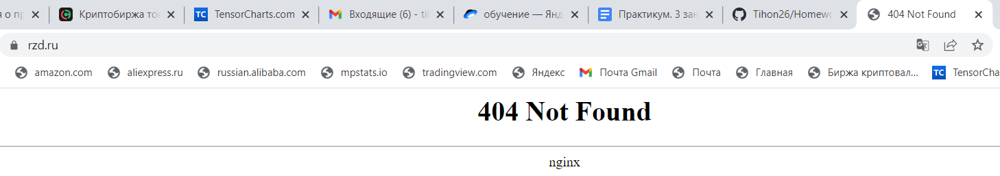 я о пр
Криптобиржа то
TensorCharts.com
Входящие (6) - ti
обучение — Янд
Практикум. 3 зан
Tihon26/Homewo
404 Not Found
rzd.ru
amazon.com
aliexpress.ru
russian.alibaba.com
mpstats.io
tradingview.com
Яндекс
Почта Gmail
Почта
Главная
Биржа криптовал...
TC
TensorCha
404 Not Found
nginx